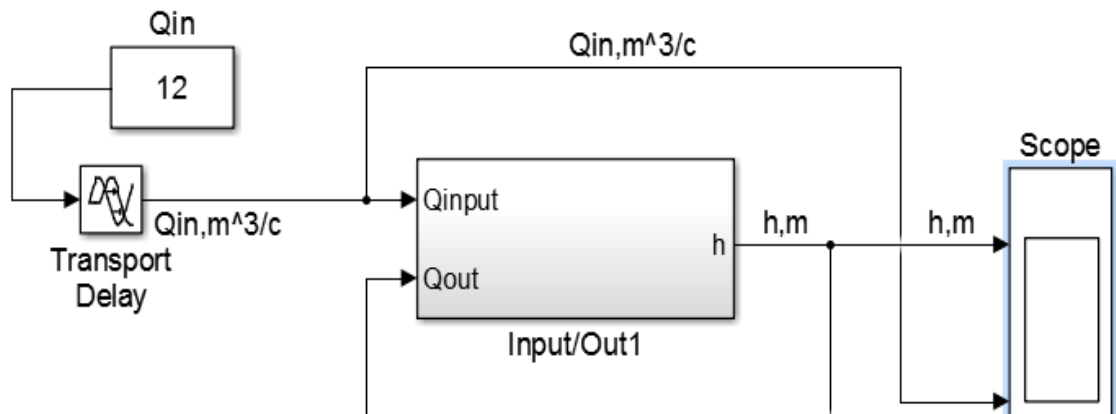 Qin
12
Qin,m^3/c
Transport
Delay
Qin,m^3/c
Qinput
Qout
h
Input/Out1
h,m
h,m
Scope